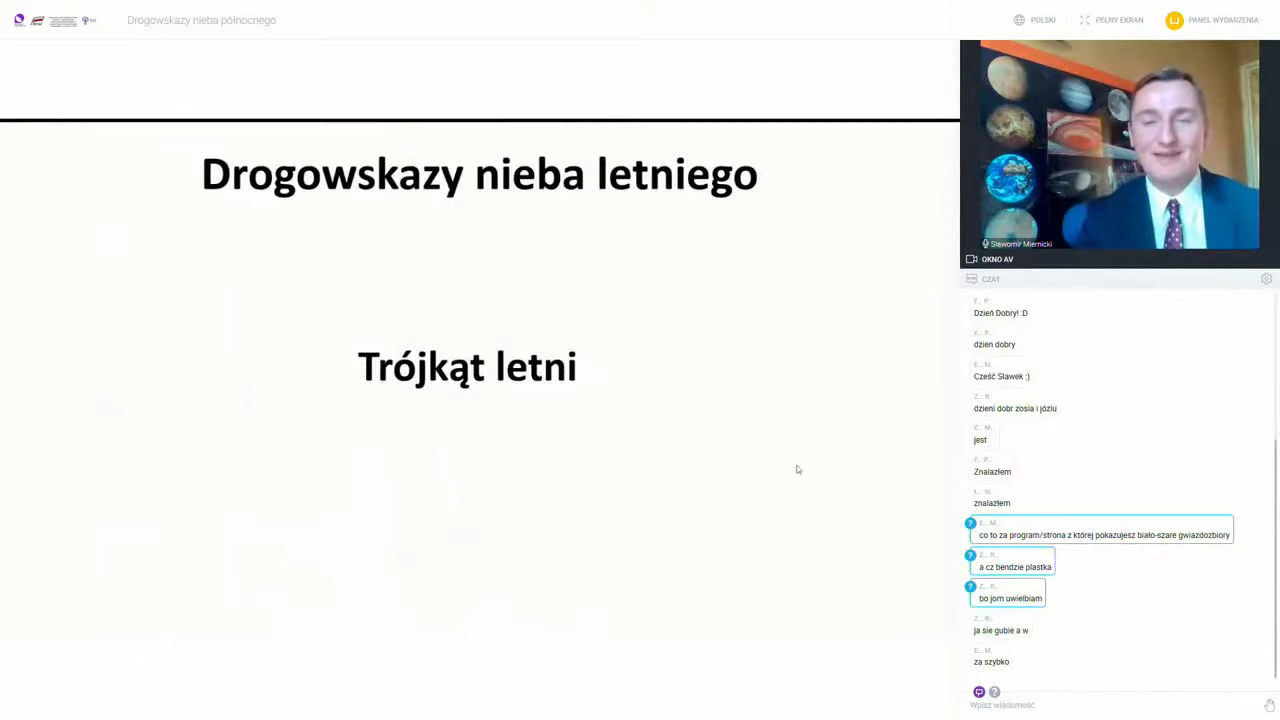 Drogowskazy nieba północnego
POLSKI
PEŁNY EKRAN
PANEL WYDARZENIA
Drogowskazy nieba letniego
Trójkąt letni
Sławomir Miernicki
OKNO AV
CZAT
E... P.
Dzień Dobry! :D
dzien dobry
E... M.
Cześć Sławek :)
Z... R.
dzieni dobr zosia i józiu
E... M.
jest
Znalazłem
znalazłem
E... M.
co to za program/strona z której pokazujesz biało-szare gwiazdozbiory
Z... R.
a cz bendzie plastka
bo jom uwielbiam
Z... R.
ja sie gubie a w
E... M.
za szybko
Wpisz wiadomość